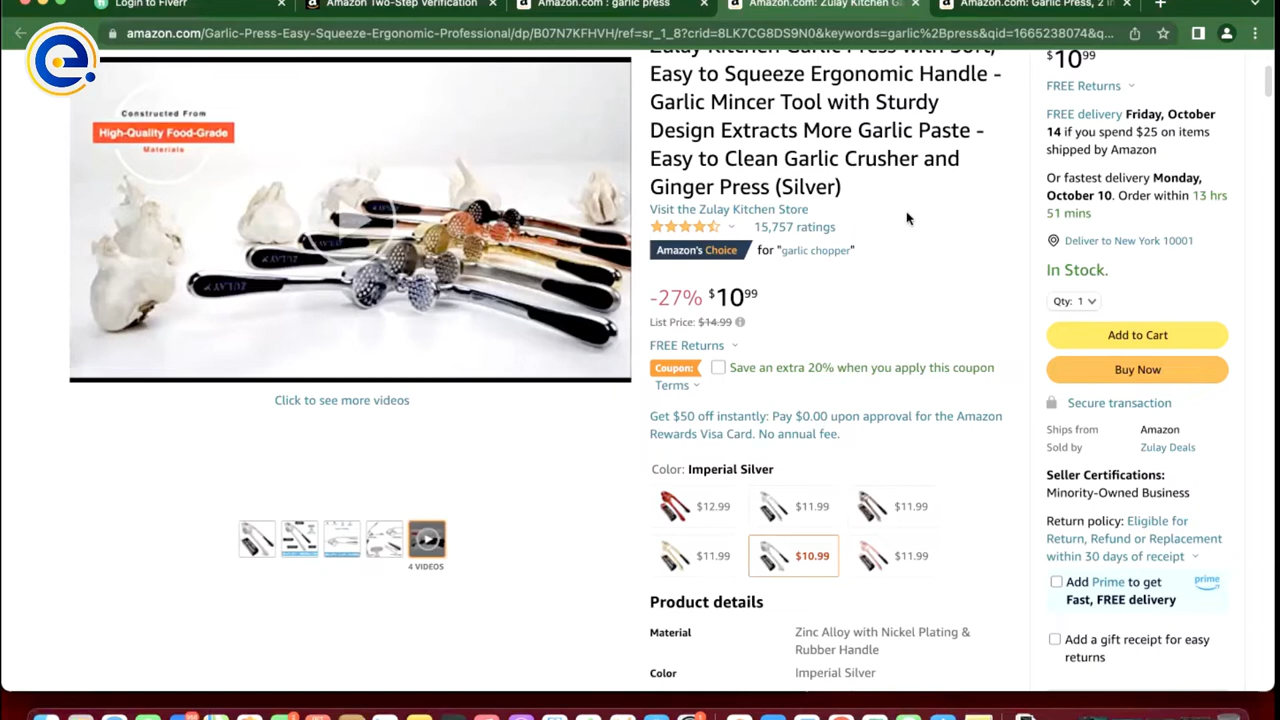 Login to Fiverr
Amazon Two-Step Verification
Amazon.com : garlic press
Amazon.com: Zulay Kitchen Ga
Amazon.com: Garlic Press, 2 in
amazon.com/Garlic-Press-Easy-Squeeze-Ergonomic-Professional/dp/B07N7KFHVH/ref=sr_1_8?crid=8LK7CG8DS9N0&keywords=garlic%2Bpress&qid=1665238074&q...
e
Constructed From
High-Quality Food-Grade
Materials
ZULAY
ZULAY
Click to see more videos
4 VIDEOS
Zulay Kitchen Garlic Press with Soft,
Easy to Squeeze Ergonomic Handle -
Garlic Mincer Tool with Sturdy
Design Extracts More Garlic Paste -
Easy to Clean Garlic Crusher and
Ginger Press (Silver)
Visit the Zulay Kitchen Store
15,757 ratings
Amazon's Choice for "garlic chopper"
-27% $10 99
List Price: $14.99
FREE Returns
Coupon: Save an extra 20% when you apply this coupon
Terms
Get $50 off instantly: Pay $0.00 upon approval for the Amazon
Rewards Visa Card. No annual fee.
Color: Imperial Silver
$12.99 $11.99 $11.99
$11.99 $10.99 $11.99
Product details
Material Zinc Alloy with Nickel Plating &
Rubber Handle
Color Imperial Silver
$10 99
FREE Returns
FREE delivery Friday, October
14 if you spend $25 on items
shipped by Amazon
Or fastest delivery Monday,
October 10. Order within 13 hrs
51 mins
Deliver to New York 10001
In Stock.
Qty: 1
Add to Cart
Buy Now
Secure transaction
Ships from Amazon
Sold by Zulay Deals
Seller Certifications:
Minority-Owned Business
Return policy: Eligible for
Return, Refund or Replacement
within 30 days of receipt
Add Prime to get
Fast, FREE delivery
prime
Add a gift receipt for easy
returns